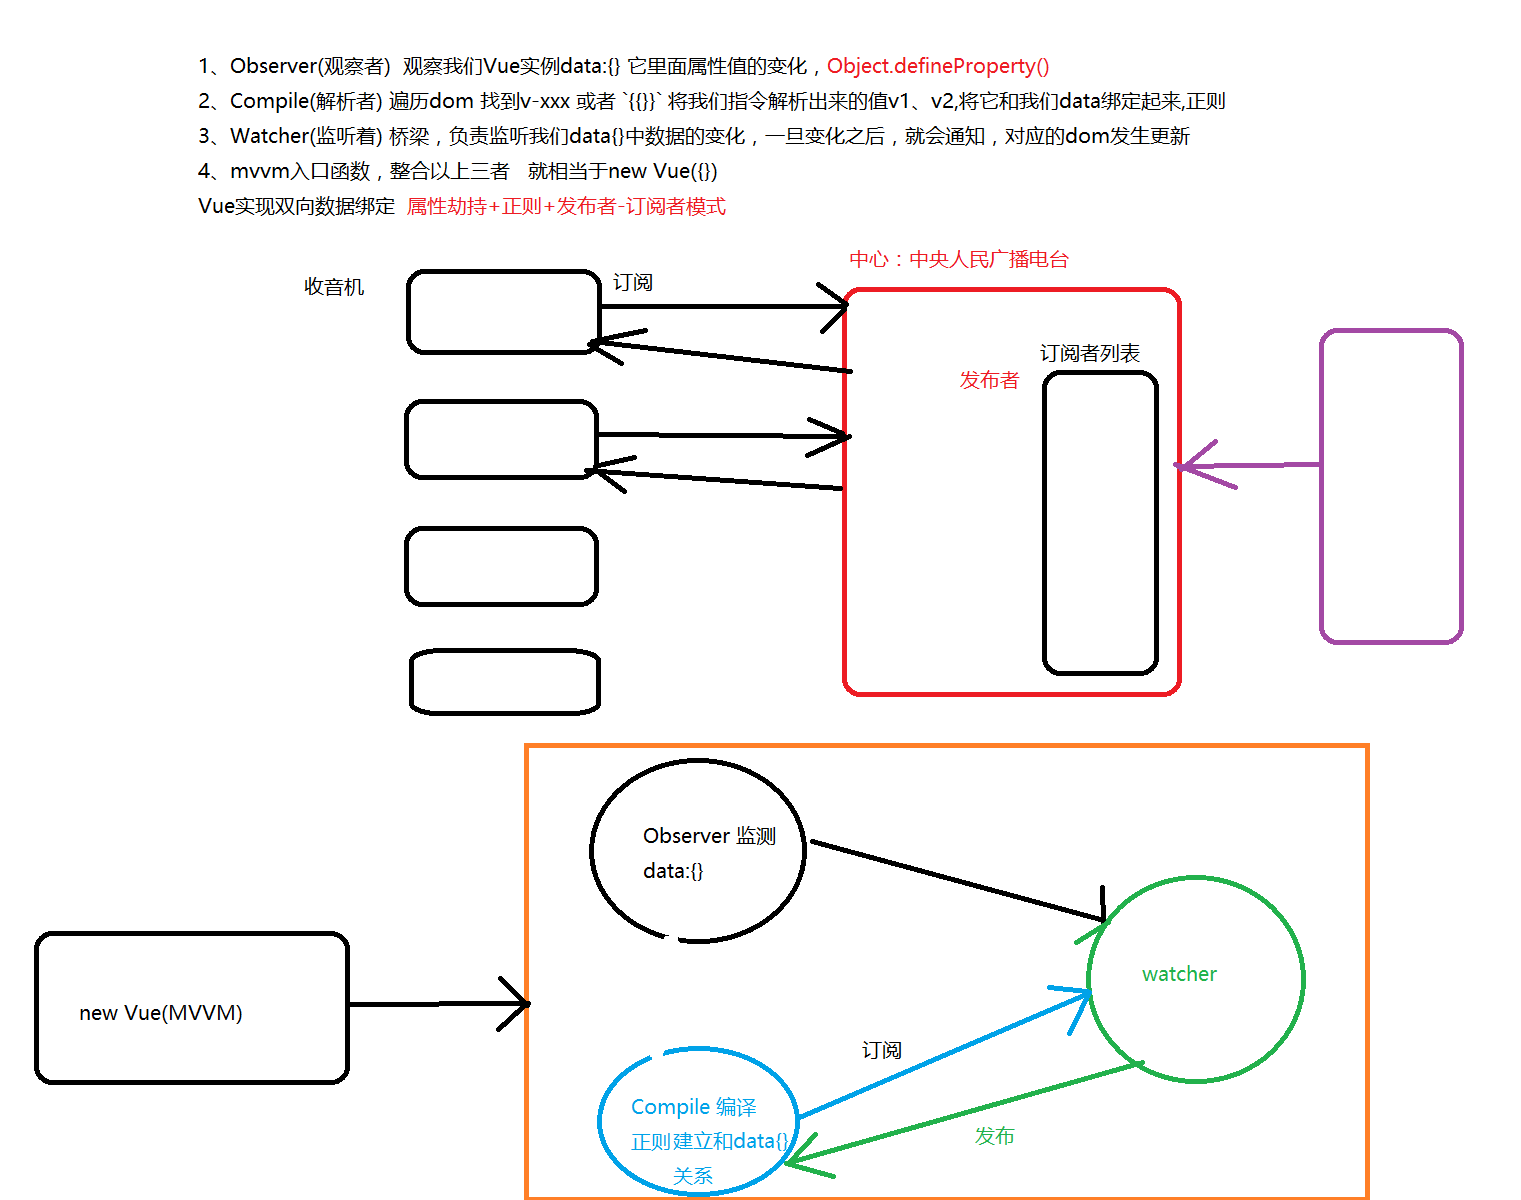 1、Observer(观察者)  观察我们Vue实例data:{} 它里面属性值的变化，Object.defineProperty()
2、Compile(解析者) 遍历dom 找到v-xxx 或者 `{{}}` 将我们指令解析出来的值v1、v2,将它和我们data绑定起来,正则
3、Watcher(监听着) 桥梁，负责监听我们data{}中数据的变化，一旦变化之后，就会通知，对应的dom发生更新
4、mvvm入口函数，整合以上三者   就相当于new Vue({})
Vue实现双向数据绑定  属性劫持+正则+发布者-订阅者模式
中心：中央人民广播电台
收音机
订阅
订阅者列表
发布者
Observer 监测
data:{}
watcher
new Vue(MVVM)
订阅
Compile 编译
正则建立和data{}
关系
发布